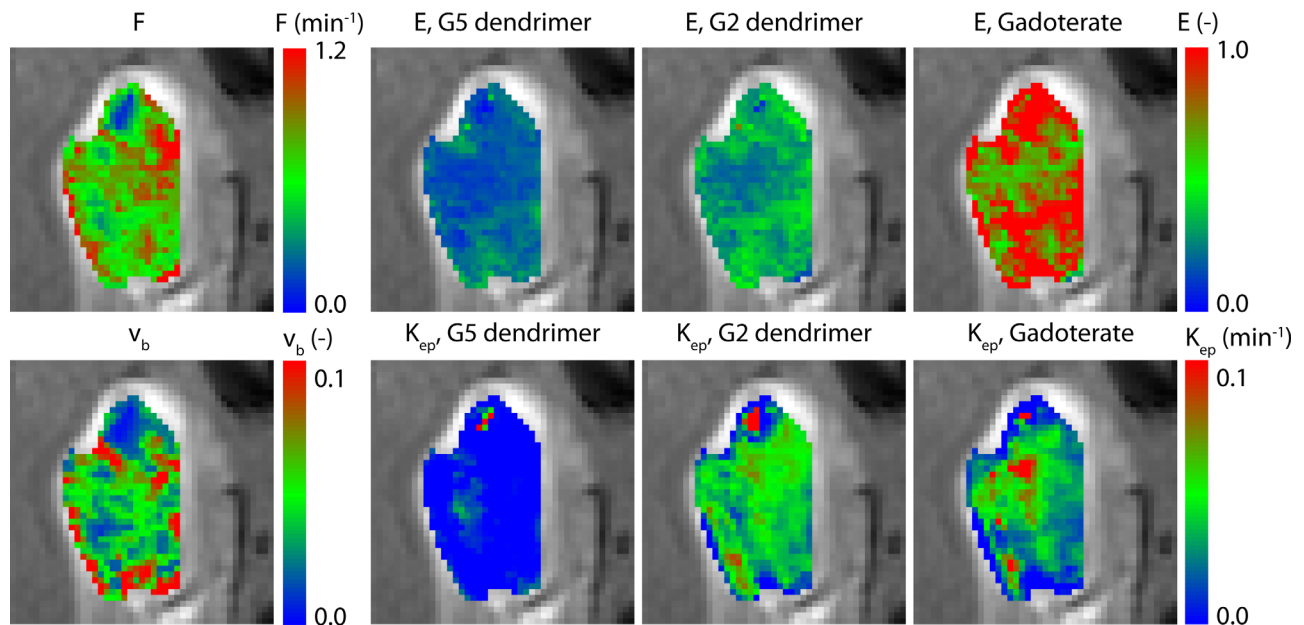 F
F (min⁻¹)
E, G5 dendrimer
E, G2 dendrimer
E, Gadoterate
E (-)
1.2
0.0
1.0
0.0
v_b
v_b (-)
K_ep, G5 dendrimer
K_ep, G2 dendrimer
K_ep, Gadoterate
K_ep (min⁻¹)
0.1
0.0
0.1
0.0